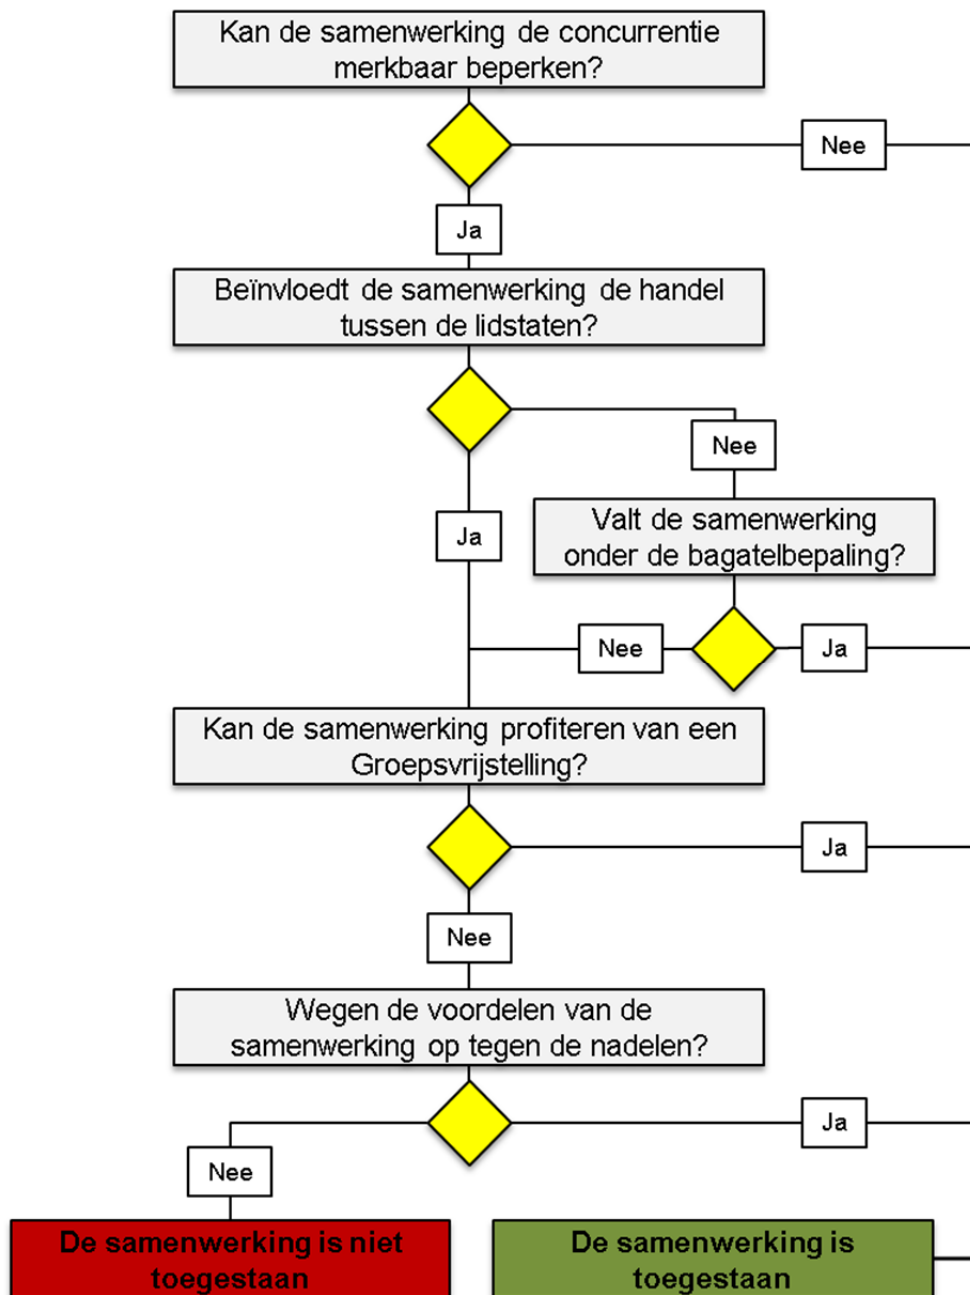 Kan de samenwerking de concurrentie
merkbaar beperken?
Nee
Ja
Beïnvloedt de samenwerking de handel
tussen de lidstaten?
Nee
Ja
Valt de samenwerking
onder de bagatelbepaling?
Nee
Ja
Kan de samenwerking profiteren van een
Groepsvrijstelling?
Ja
Nee
Wegen de voordelen van de
samenwerking op tegen de nadelen?
Ja
Nee
De samenwerking is niet
toegestaan
De samenwerking is
toegestaan